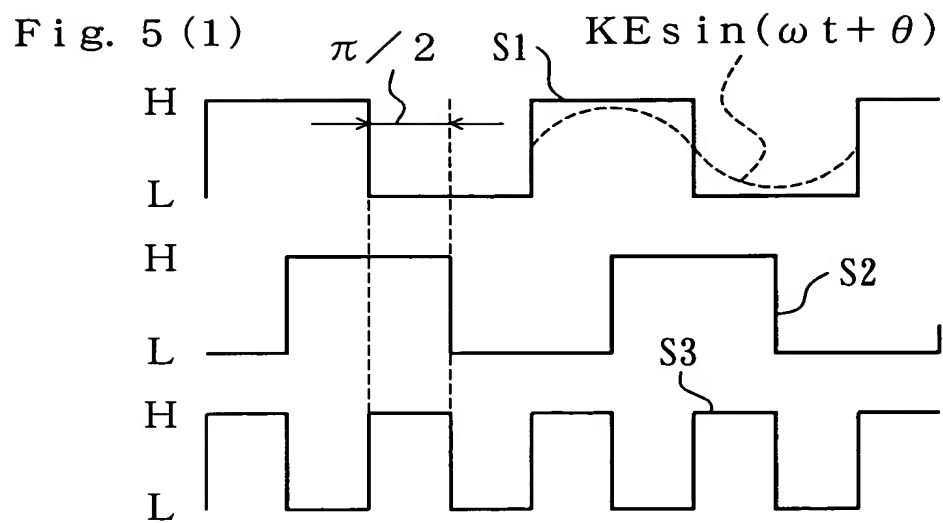 Fig. 5 (1)
π/2
S1
KEsin(ωt+θ)
H
L
H
S2
L
S3
H
L